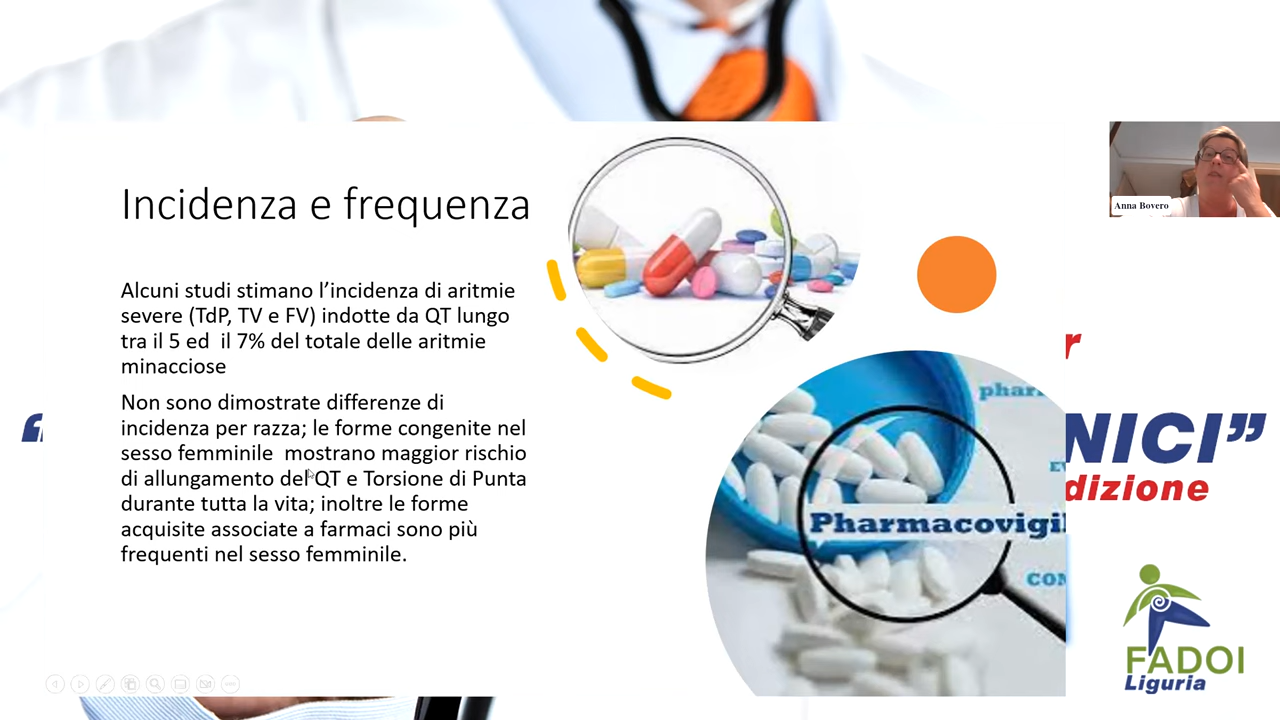 Incidenza e frequenza
Alcuni studi stimano l’incidenza di aritmie
severe (TdP, TV e FV) indotte da QT lungo
tra il 5 ed  il 7% del totale delle aritmie
minacciose
Non sono dimostrate differenze di
incidenza per razza; le forme congenite nel
sesso femminile  mostrano maggior rischio
di allungamento del QT e Torsione di Punta
durante tutta la vita; inoltre le forme
acquisite associate a farmaci sono più
frequenti nel sesso femminile.
phar
Pharmacovigi
CON
Anna Bovero
r
“
NICI”
dizione
FADOI
Liguria